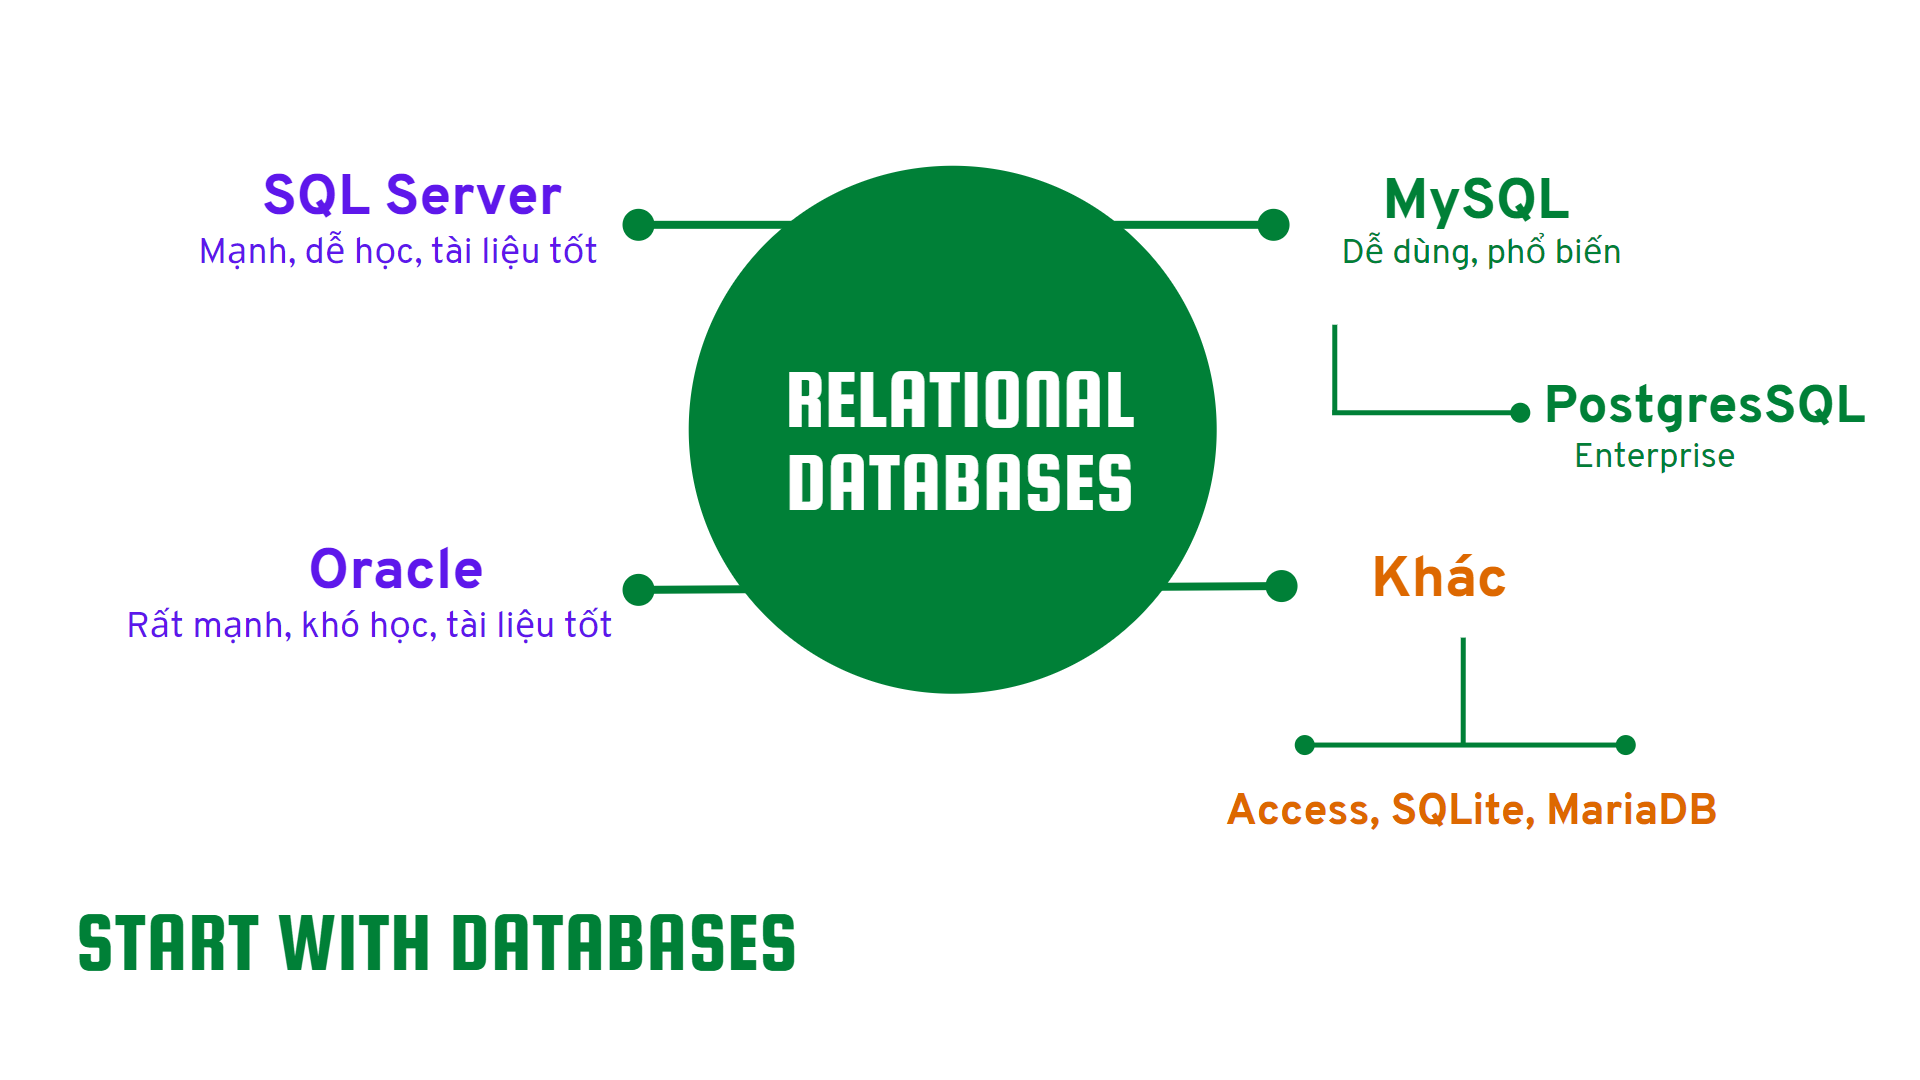 SQL Server
Mạnh, dễ học, tài liệu tốt
MySQL
Dễ dùng, phổ biến
RELATIONAL
DATABASES
PostgresSQL
Enterprise
Oracle
Rất mạnh, khó học, tài liệu tốt
Khác
Access, SQLite, MariaDB
START WITH DATABASES